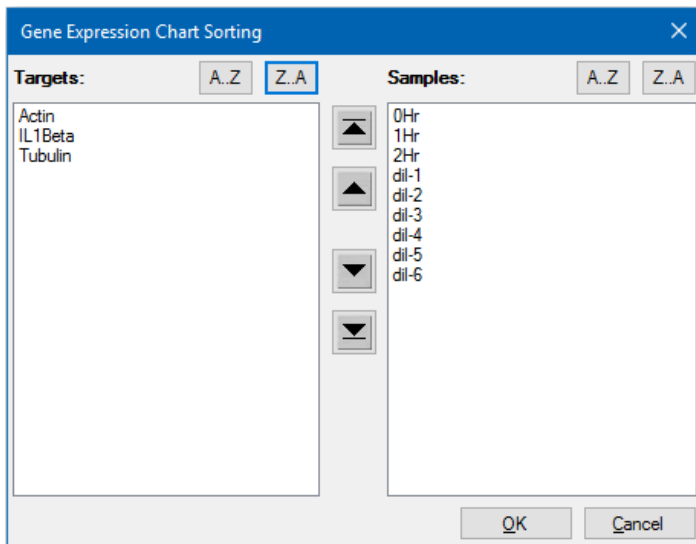 Gene Expression Chart Sorting
Targets: A..Z Z..A Samples: A..Z Z..A
Actin
IL1Beta
Tubulin
0Hr
1Hr
2Hr
dil-1
dil-2
dil-3
dil-4
dil-5
dil-6
OK Cancel